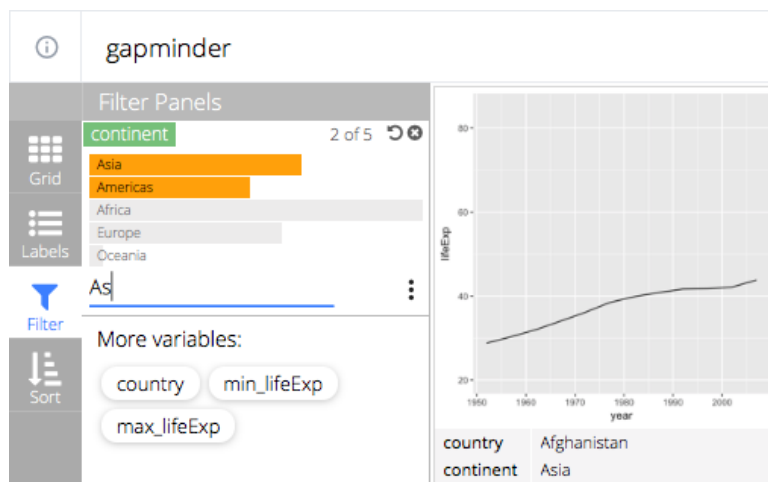 gapminder
Filter Panels
continent 2 of 5
Asia
Americas
Africa
Europe
Oceania
As
More variables:
country min_lifeExp
max_lifeExp
Grid
Labels
Filter
Sort
80
60
40
20
lifeExp
1950 1960 1970 1980 1990 2000
year
country Afghanistan
continent Asia